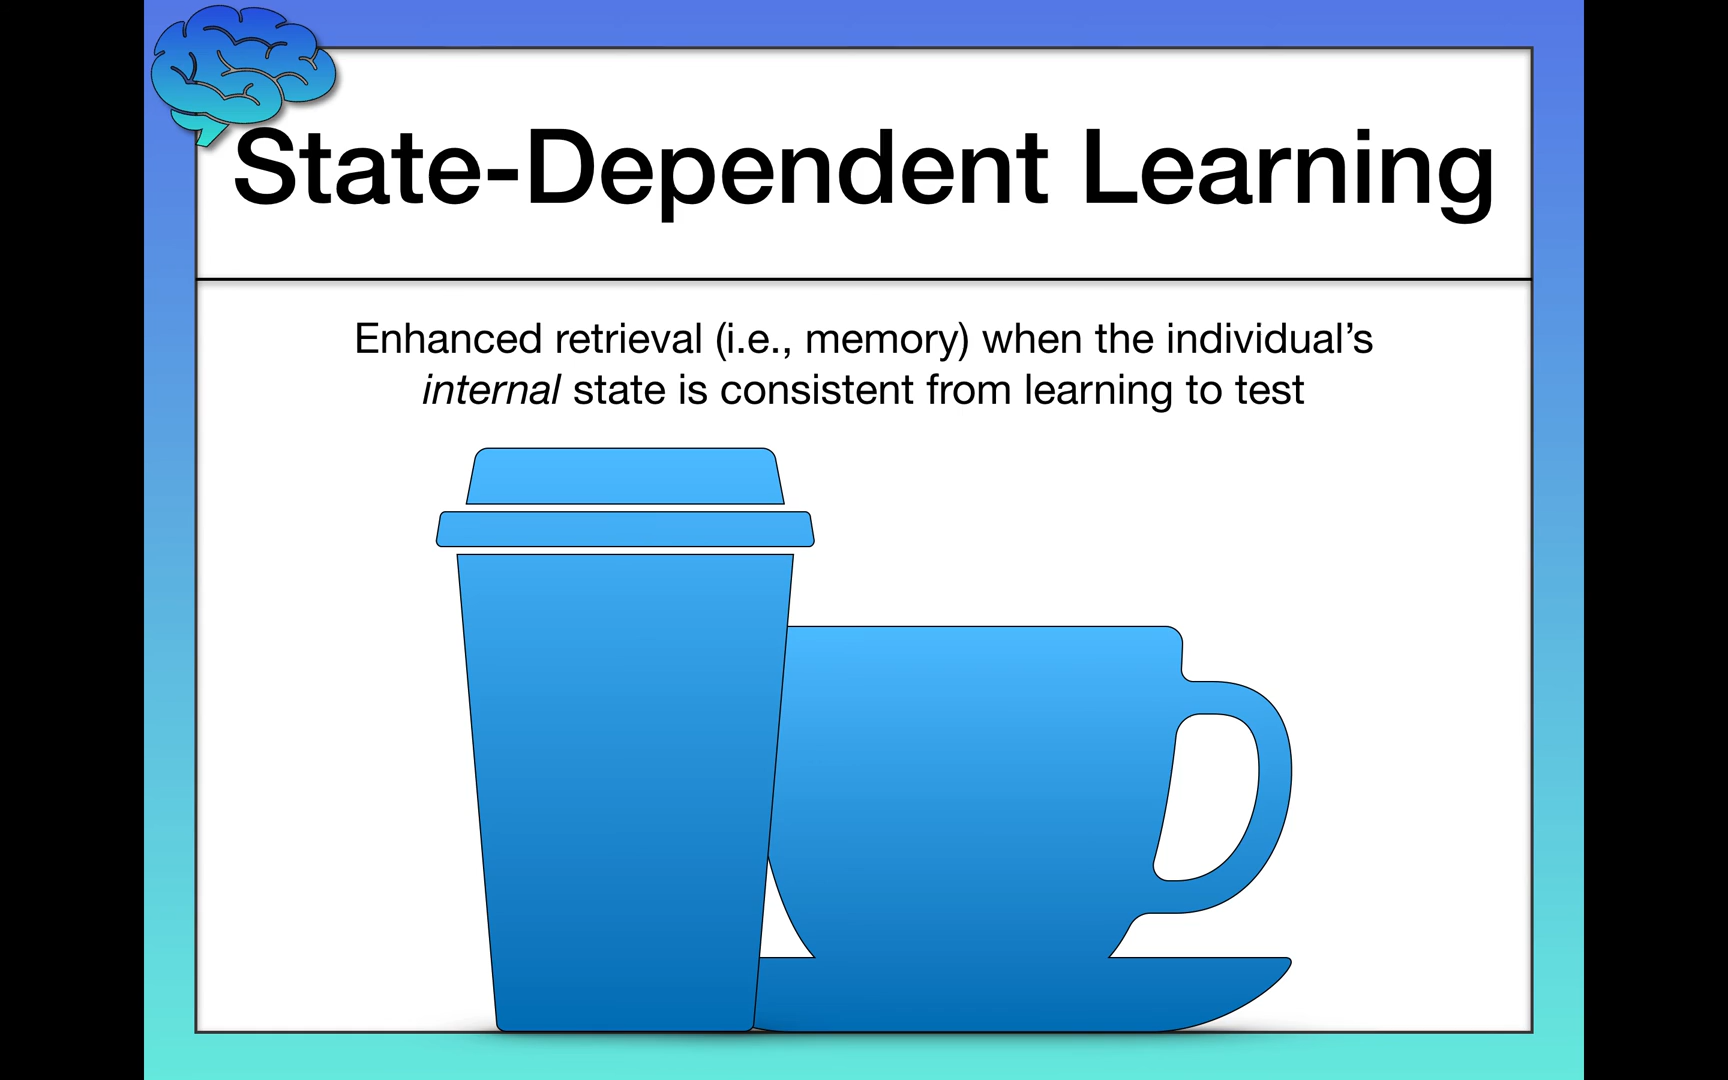 State-Dependent Learning
Enhanced retrieval (i.e., memory) when the individual’s
internal state is consistent from learning to test